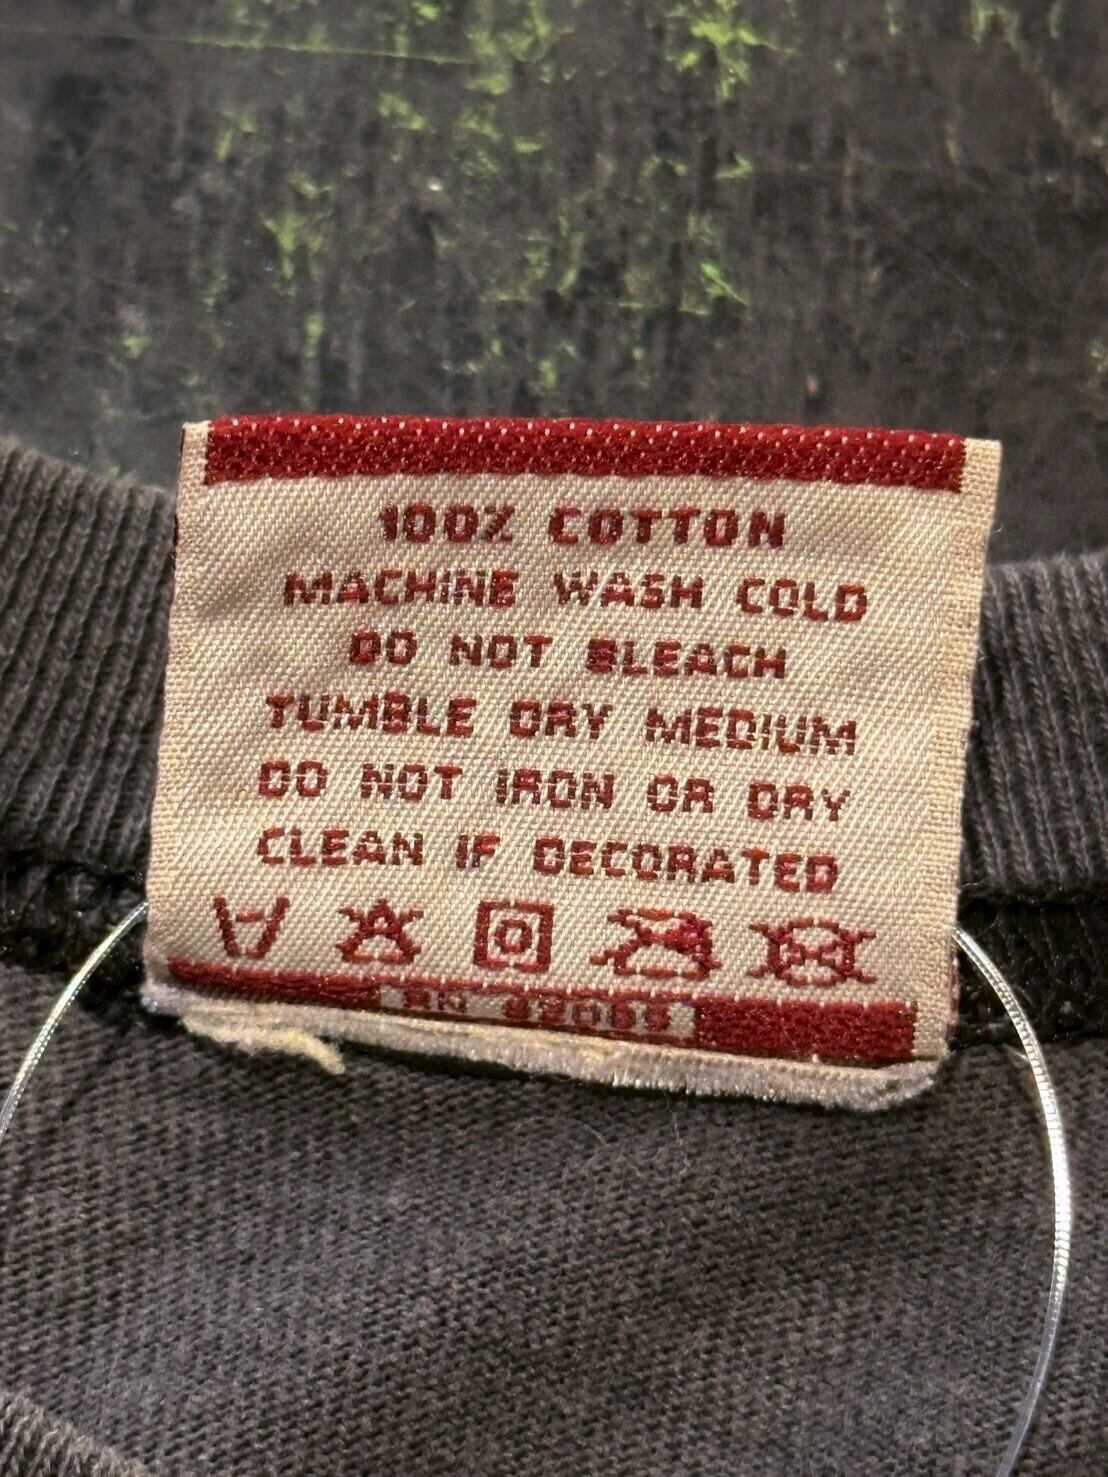 100% COTTON
MACHINE WASH COLD
DO NOT BLEACH
TUMBLE DRY MEDIUM
DO NOT IRON OR DRY
CLEAN IF DECORATED
RN